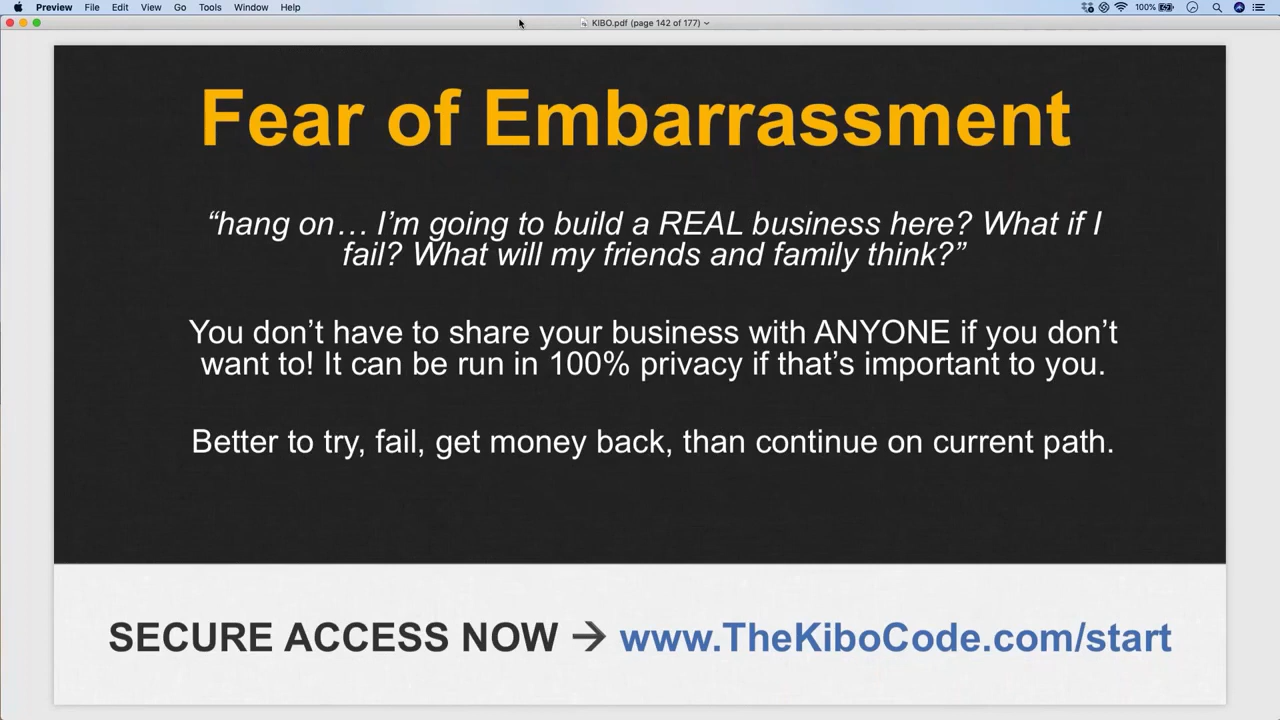 Preview File Edit View Go Tools Window Help 100%
KIBO.pdf (page 142 of 177)
Fear of Embarrassment
“hang on… I’m going to build a REAL business here? What if I
fail? What will my friends and family think?”
You don’t have to share your business with ANYONE if you don’t
want to! It can be run in 100% privacy if that’s important to you.
Better to try, fail, get money back, than continue on current path.
SECURE ACCESS NOW → www.TheKiboCode.com/start